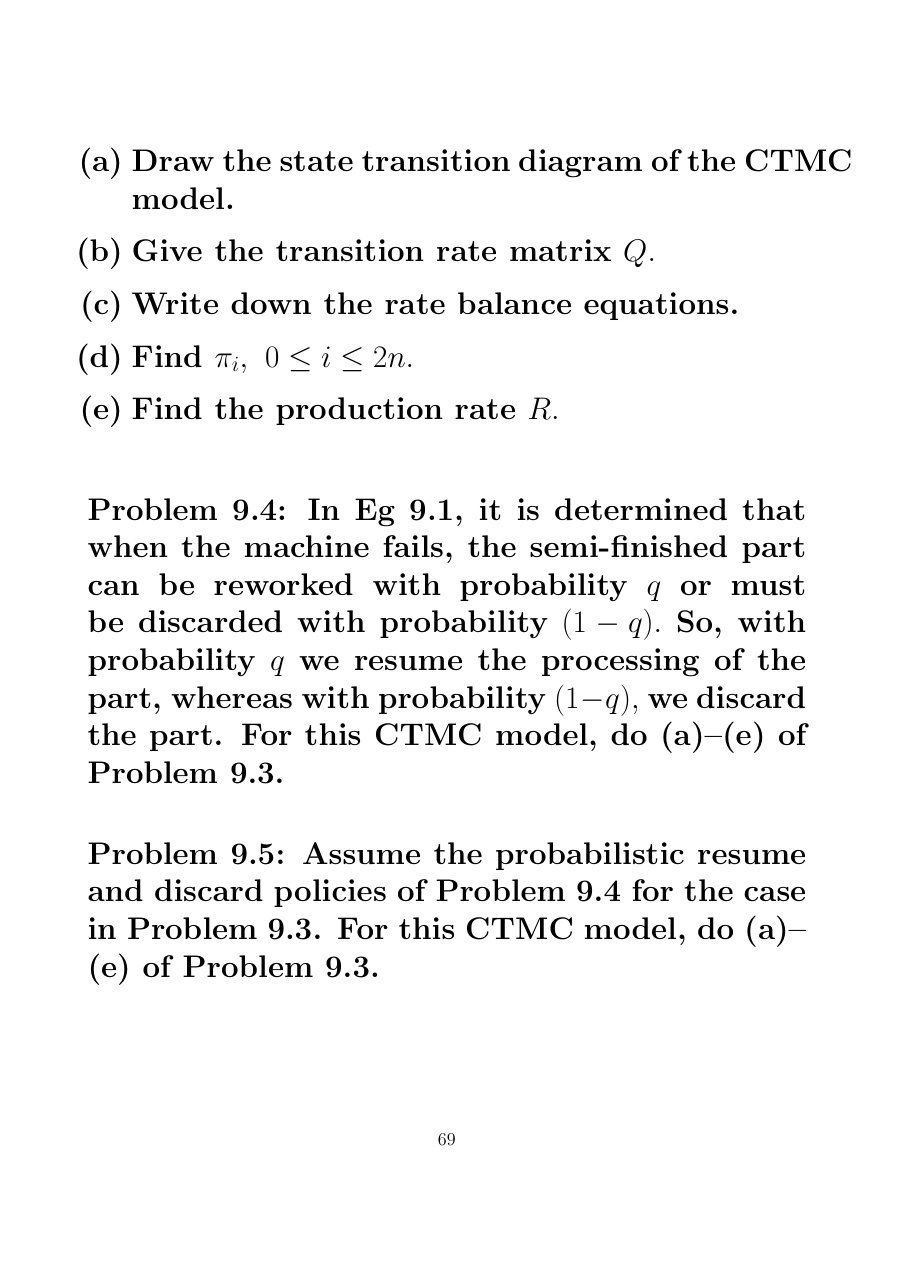 (a) Draw the state transition diagram of the CTMC
model.
(b) Give the transition rate matrix Q.
(c) Write down the rate balance equations.
(d) Find πᵢ, 0 ≤ i ≤ 2n.
(e) Find the production rate R.
Problem 9.4: In Eg 9.1, it is determined that
when the machine fails, the semi-finished part
can be reworked with probability q or must
be discarded with probability (1 − q). So, with
probability q we resume the processing of the
part, whereas with probability (1−q), we discard
the part. For this CTMC model, do (a)–(e) of
Problem 9.3.
Problem 9.5: Assume the probabilistic resume
and discard policies of Problem 9.4 for the case
in Problem 9.3. For this CTMC model, do (a)–
(e) of Problem 9.3.
69